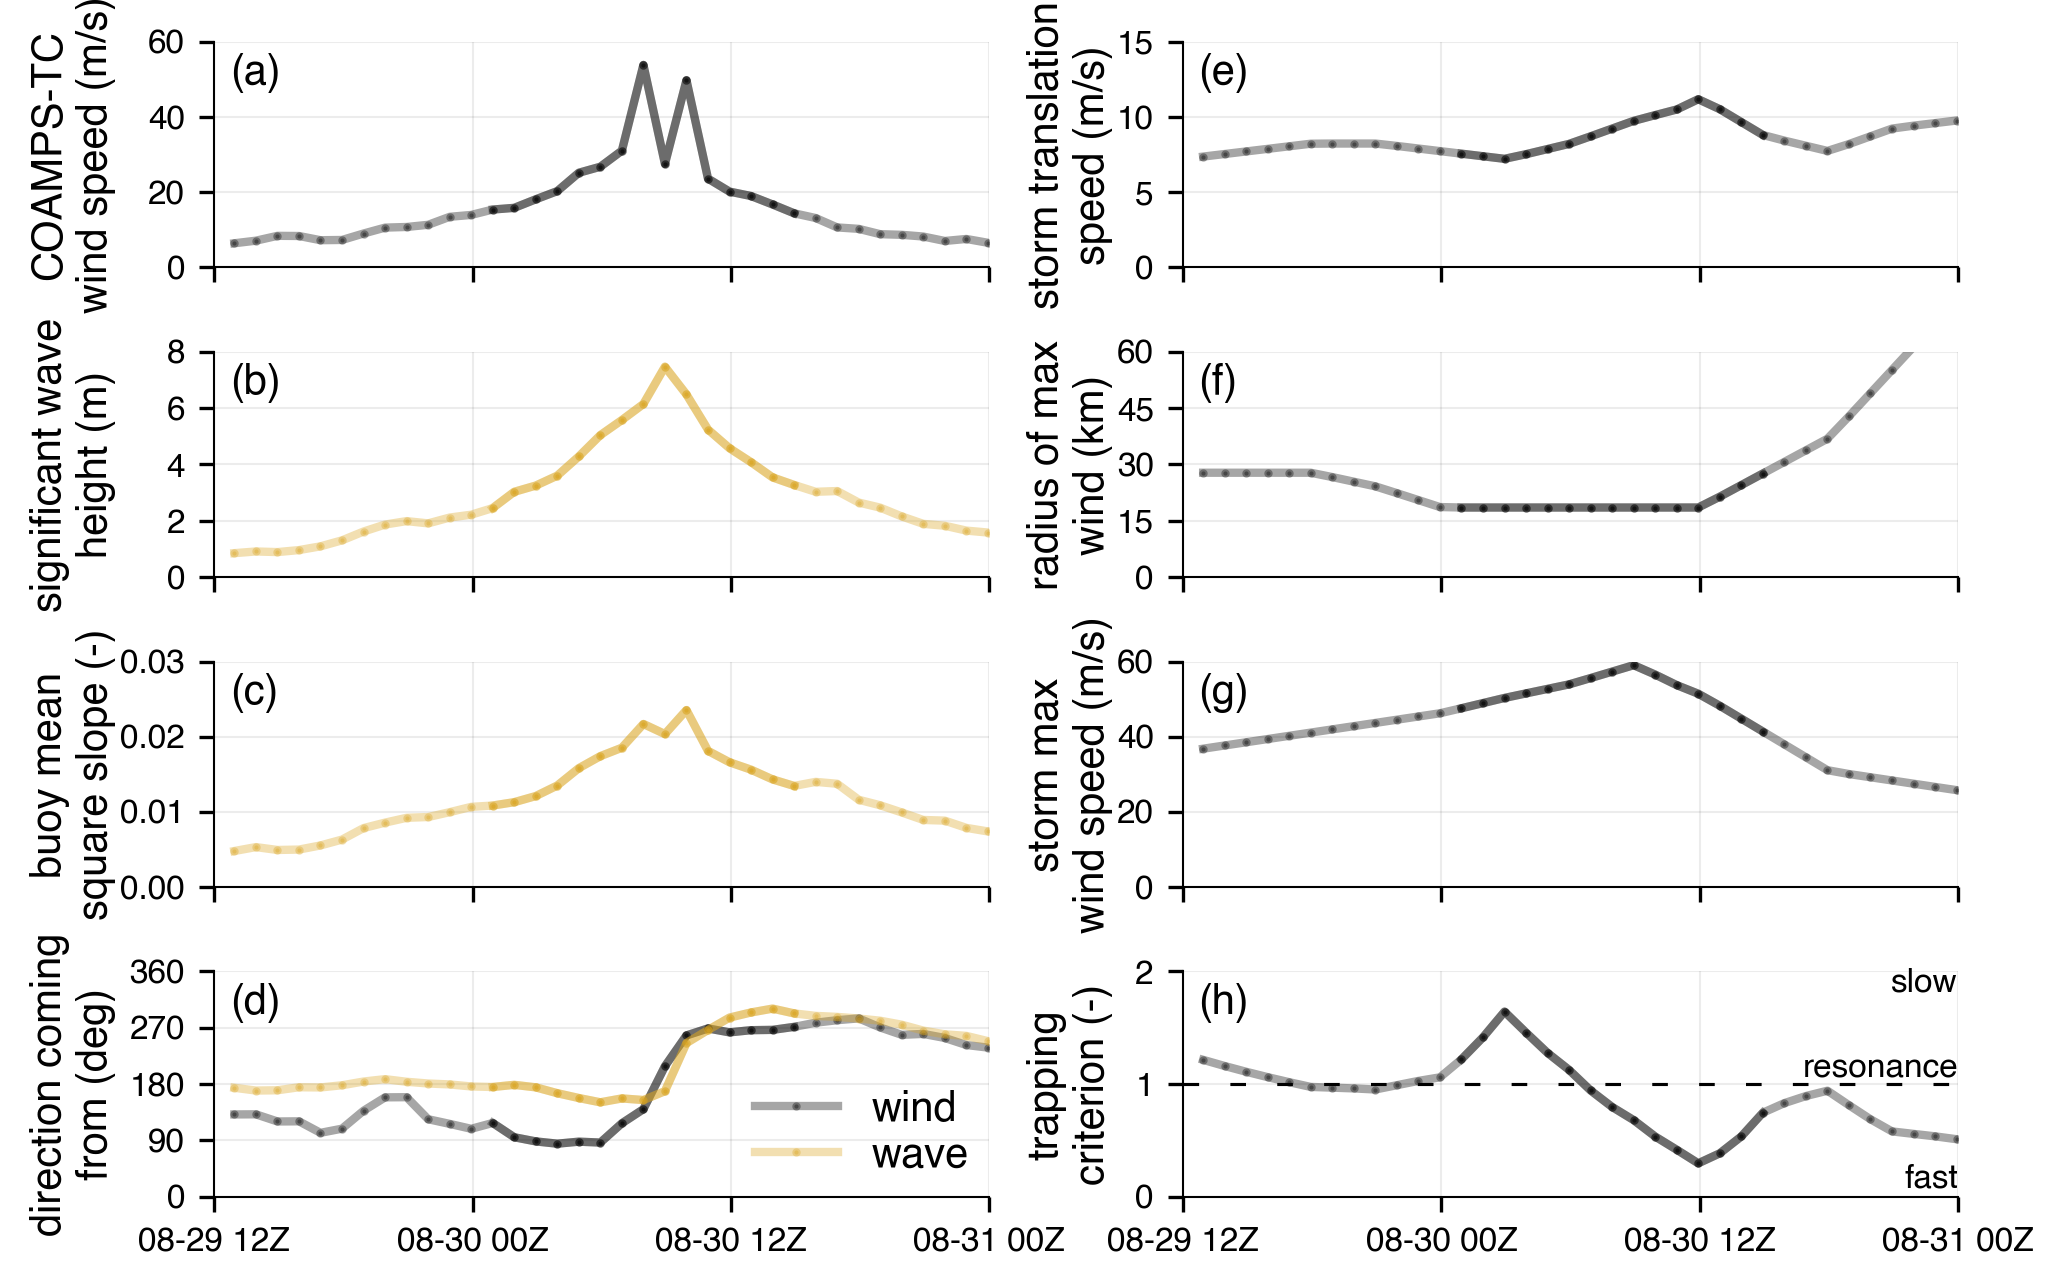 COAMPS-TC
wind speed (m/s)
60
40
20
0
(a)
significant wave
height (m)
8
6
4
2
0
(b)
buoy mean
square slope (-)
0.03
0.02
0.01
0.00
(c)
direction coming
from (deg)
360
270
180
90
0
(d)
wind
wave
08-29 12Z
08-30 00Z
08-30 12Z
08-31 00Z
storm translation
speed (m/s)
15
10
5
0
(e)
radius of max
wind (km)
60
45
30
15
0
(f)
storm max
wind speed (m/s)
60
40
20
0
(g)
trapping
criterion (-)
2
1
0
(h)
slow
resonance
fast
08-29 12Z
08-30 00Z
08-30 12Z
08-31 00Z